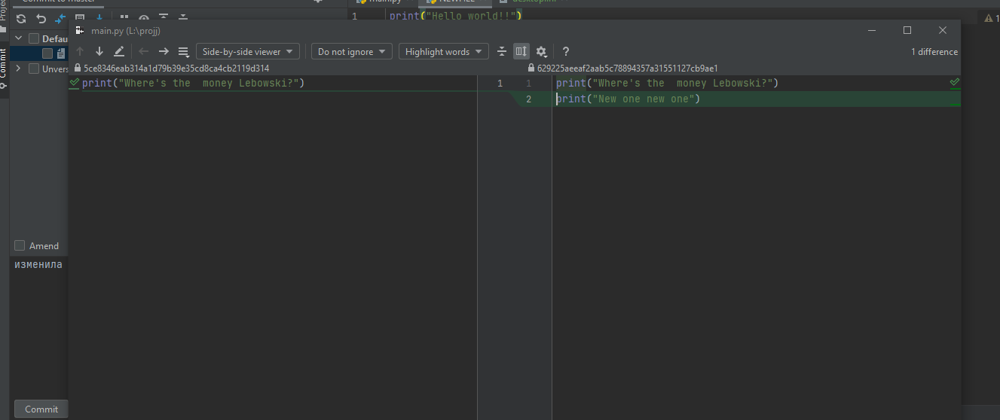 Commit to master
main.py
NEWFILE
desktop.ini
1 print("Hello world!!")
1
Project
Commit
Defau
Unvers
main.py (L:\projj)
Side-by-side viewer
Do not ignore
Highlight words
?
1 difference
5ce8346eab314a1d79b39e35cd8ca4cb2119d314
629225aeeaf2aab5c78894357a31551127cb9ae1
print("Where's the  money Lebowski?") 1
1 print("Where's the  money Lebowski?")
2 print("New one new one")
Amend
изменила
Commit